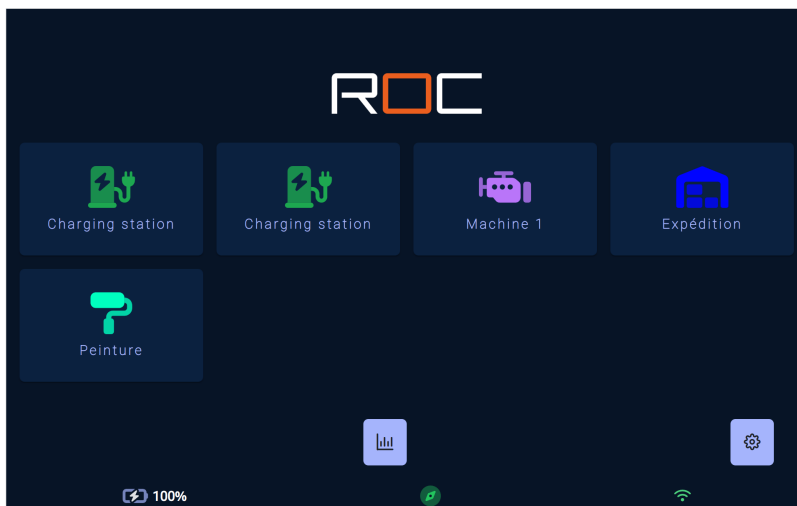 ROC
Charging station
Charging station
Machine 1
Expédition
Peinture
100%